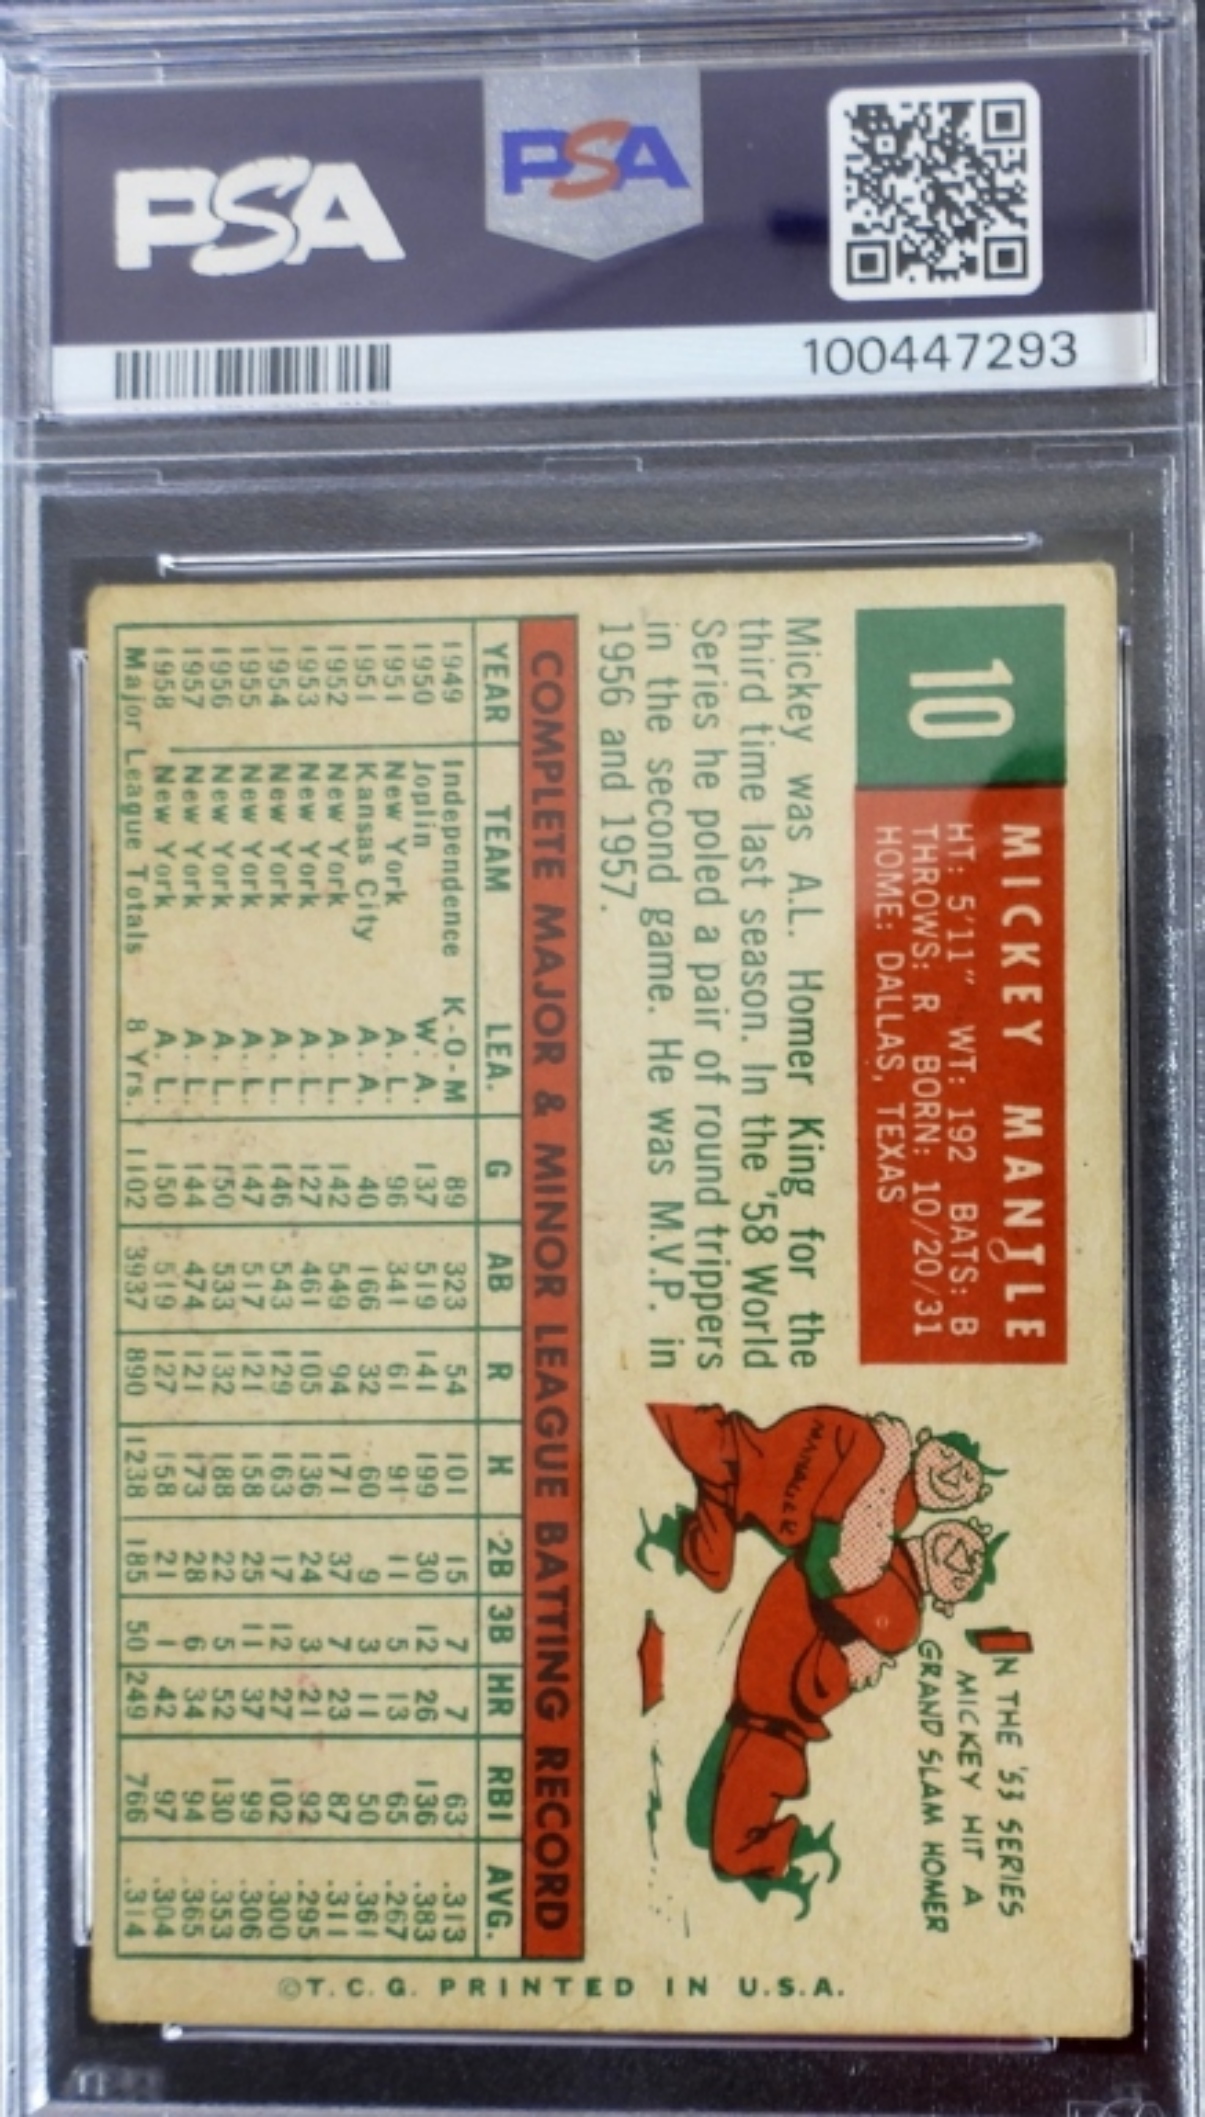 PSA
PSA
100447293
10
MICKEY MANTLE
HT: 5'11" WT: 192 BATS: B
THROWS: R BORN: 10/20/31
HOME: DALLAS, TEXAS
Mickey was A.L. Homer King for the
third time last season. In the '58 World
Series he poled a pair of round trippers
in the second game. He was M.V.P. in
1956 and 1957.
IN THE '53 SERIES
MICKEY HIT A
GRAND SLAM HOMER
MANAGER
COMPLETE MAJOR & MINOR LEAGUE BATTING RECORD
YEAR TEAM LEA. G AB R H 2B 3B HR RBI AVG.
1949 Independence K-O-M 89 323 54 101 15 7 7 63 .313
1950 Joplin W. A. 137 519 141 199 30 12 26 136 .383
1951 New York A. L. 96 341 61 91 11 5 13 65 .267
1951 Kansas City A. A. 40 166 32 60 9 3 11 50 .361
1952 New York A. L. 142 549 94 171 37 7 23 87 .311
1953 New York A. L. 127 461 105 136 24 3 21 92 .295
1954 New York A. L. 146 543 129 163 17 12 27 102 .300
1955 New York A. L. 147 517 121 158 25 11 37 99 .306
1956 New York A. L. 150 533 132 188 22 5 52 130 .353
1957 New York A. L. 144 474 121 173 28 6 34 94 .365
1958 New York A. L. 150 519 127 158 21 1 42 97 .304
Major League Totals 8 Yrs. 1102 3937 890 1238 185 50 249 766 .314
©T. C. G. PRINTED IN U.S.A.
PSA